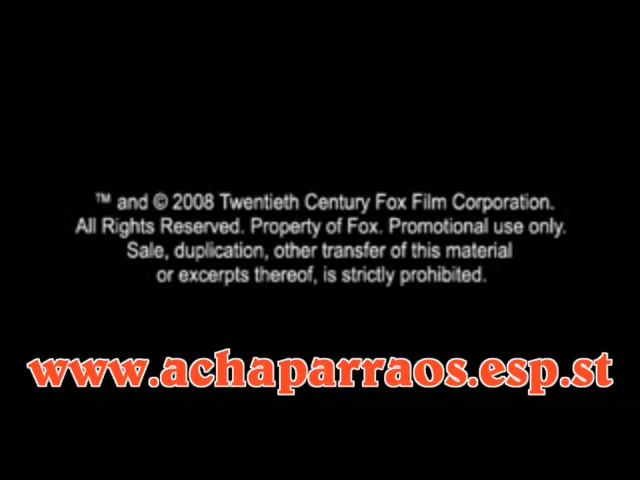 ™ and © 2008 Twentieth Century Fox Film Corporation.
All Rights Reserved. Property of Fox. Promotional use only.
Sale, duplication, other transfer of this material
or excerpts thereof, is strictly prohibited.
www.achaparraos.esp.st